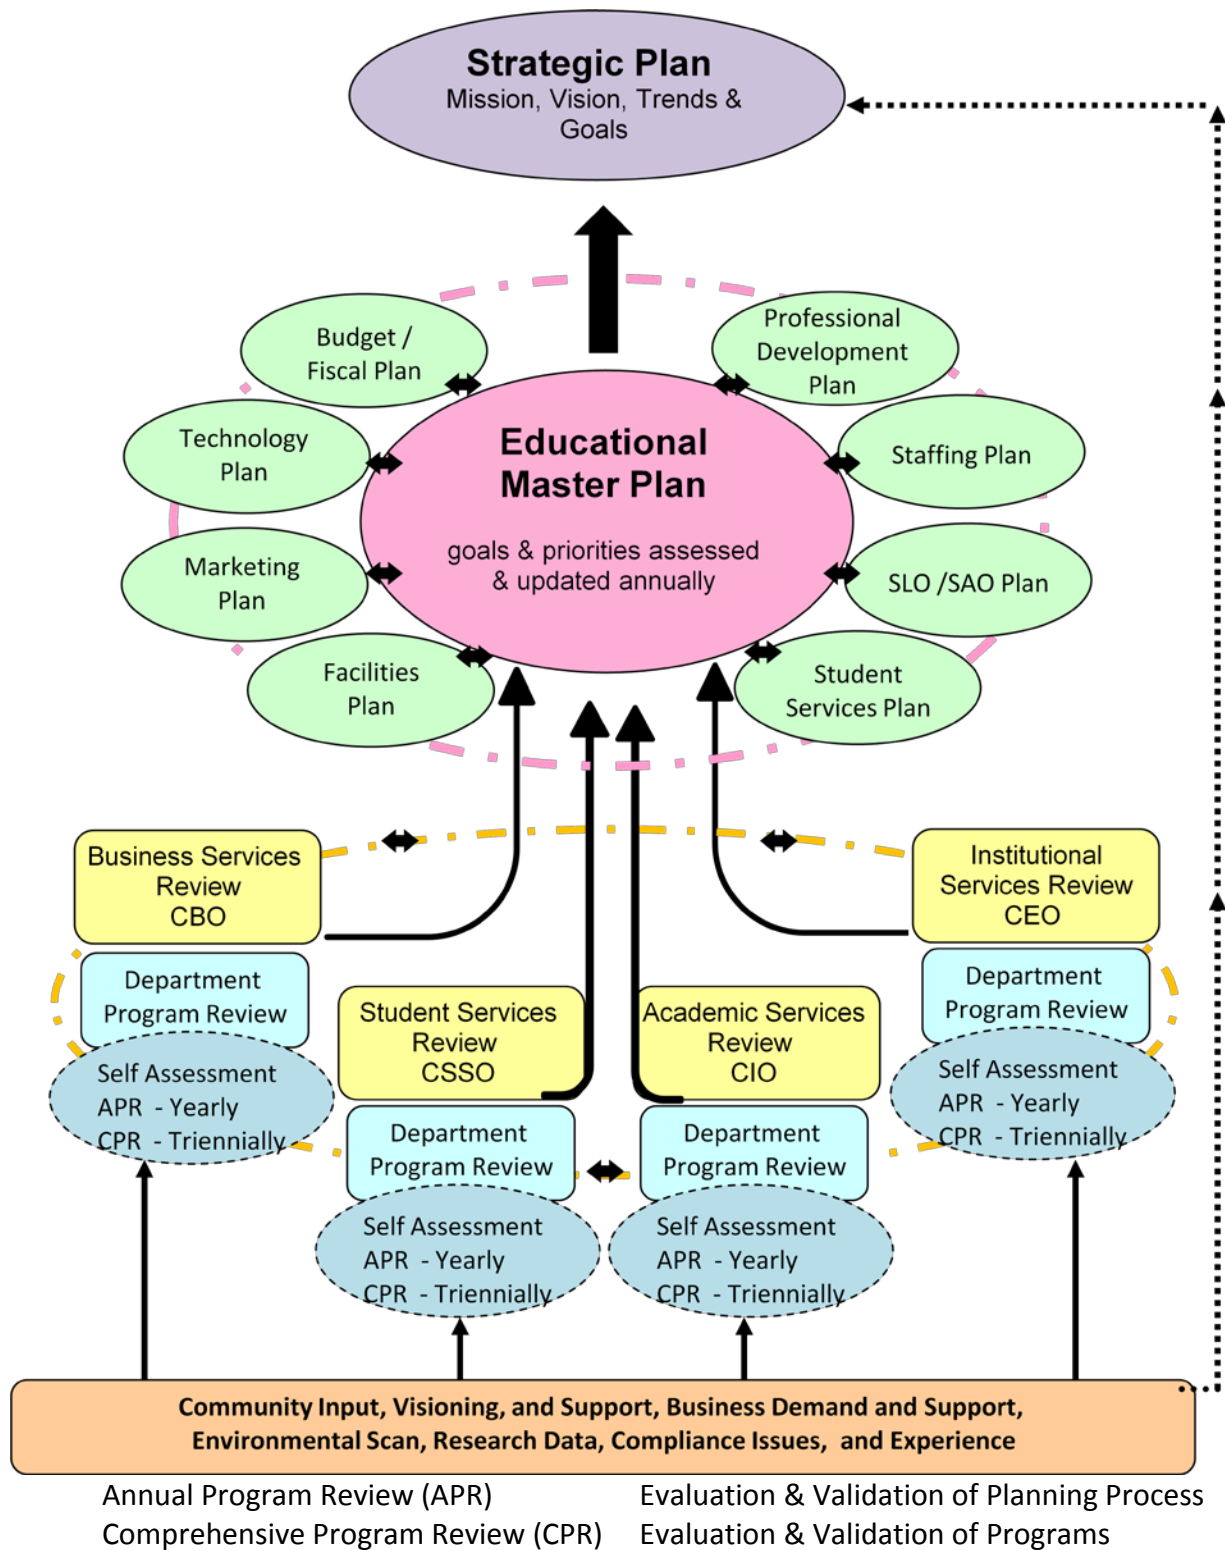 Strategic Plan
Mission, Vision, Trends &
Goals
Budget /
Fiscal Plan
Professional
Development
Plan
Technology
Plan
Staffing Plan
Educational
Master Plan
goals & priorities assessed
& updated annually
Marketing
Plan
SLO /SAO Plan
Facilities
Plan
Student
Services Plan
Business Services
Review
CBO
Institutional
Services Review
CEO
Department
Program Review
Department
Program Review
Student Services
Review
CSSO
Academic Services
Review
CIO
Self Assessment
APR - Yearly
CPR - Triennially
Self Assessment
APR - Yearly
CPR - Triennially
Department
Program Review
Department
Program Review
Self Assessment
APR - Yearly
CPR - Triennially
Self Assessment
APR - Yearly
CPR - Triennially
Community Input, Visioning, and Support, Business Demand and Support,
Environmental Scan, Research Data, Compliance Issues, and Experience
Annual Program Review (APR) Evaluation & Validation of Planning Process
Comprehensive Program Review (CPR) Evaluation & Validation of Programs